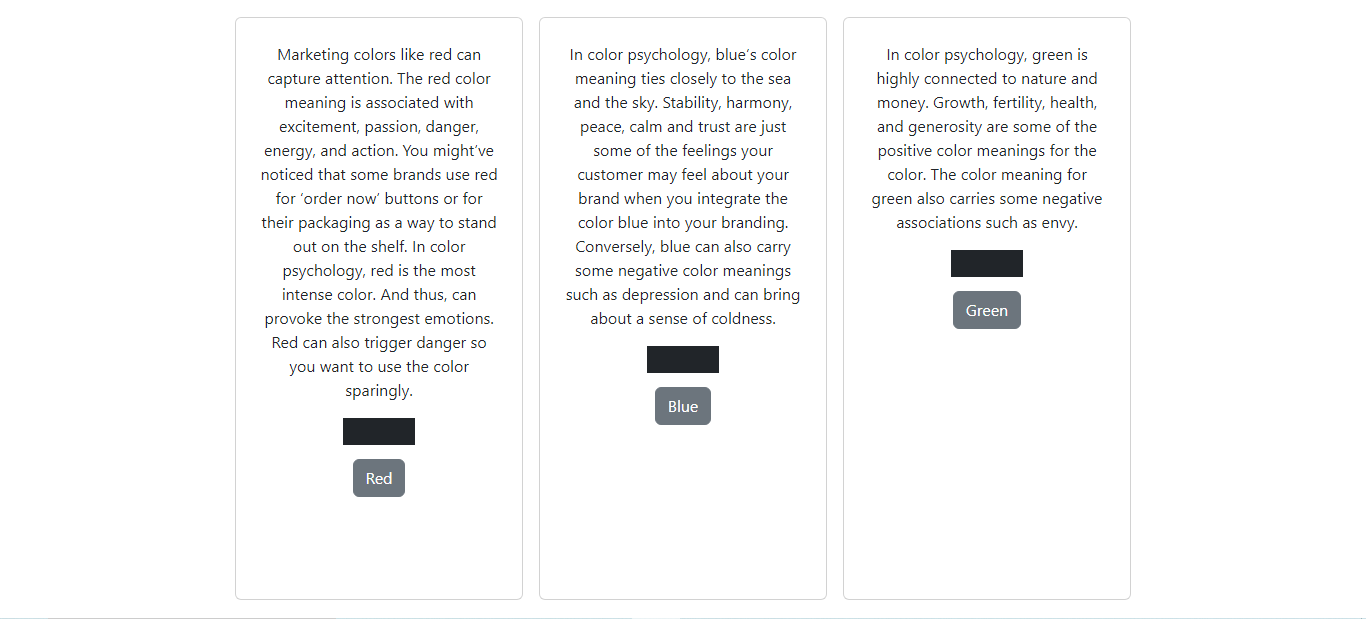 Marketing colors like red can
capture attention. The red color
meaning is associated with
excitement, passion, danger,
energy, and action. You might’ve
noticed that some brands use red
for ‘order now’ buttons or for
their packaging as a way to stand
out on the shelf. In color
psychology, red is the most
intense color. And thus, can
provoke the strongest emotions.
Red can also trigger danger so
you want to use the color
sparingly.
Red
In color psychology, blue’s color
meaning ties closely to the sea
and the sky. Stability, harmony,
peace, calm and trust are just
some of the feelings your
customer may feel about your
brand when you integrate the
color blue into your branding.
Conversely, blue can also carry
some negative color meanings
such as depression and can bring
about a sense of coldness.
Blue
In color psychology, green is
highly connected to nature and
money. Growth, fertility, health,
and generosity are some of the
positive color meanings for the
color. The color meaning for
green also carries some negative
associations such as envy.
Green